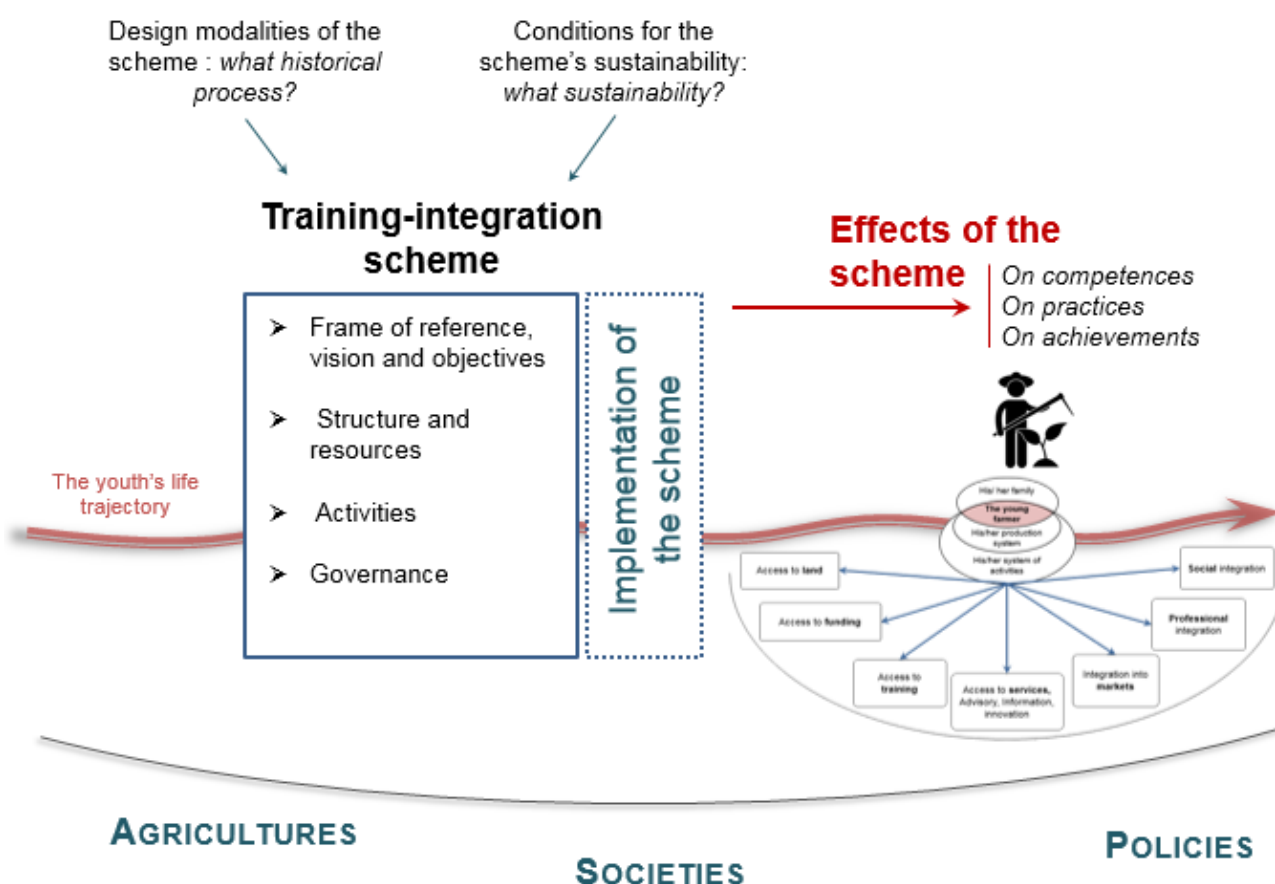 Design modalities of the
scheme : what historical
process?
Conditions for the
scheme's sustainability:
what sustainability?
Training-integration
scheme
Effects of the
scheme
On competences
On practices
On achievements
➢ Frame of reference,
vision and objectives
➢ Structure and
resources
➢ Activities
➢ Governance
Implementation of
the scheme
The youth's life
trajectory
His/ her family
The young
farmer
His/her production
system
His/her system of
activities
Access to land
Access to funding
Access to
training
Access to services,
Advisory, Information,
innovation
Integration into
markets
Professional
integration
Social integration
AGRICULTURES
SOCIETIES
POLICIES